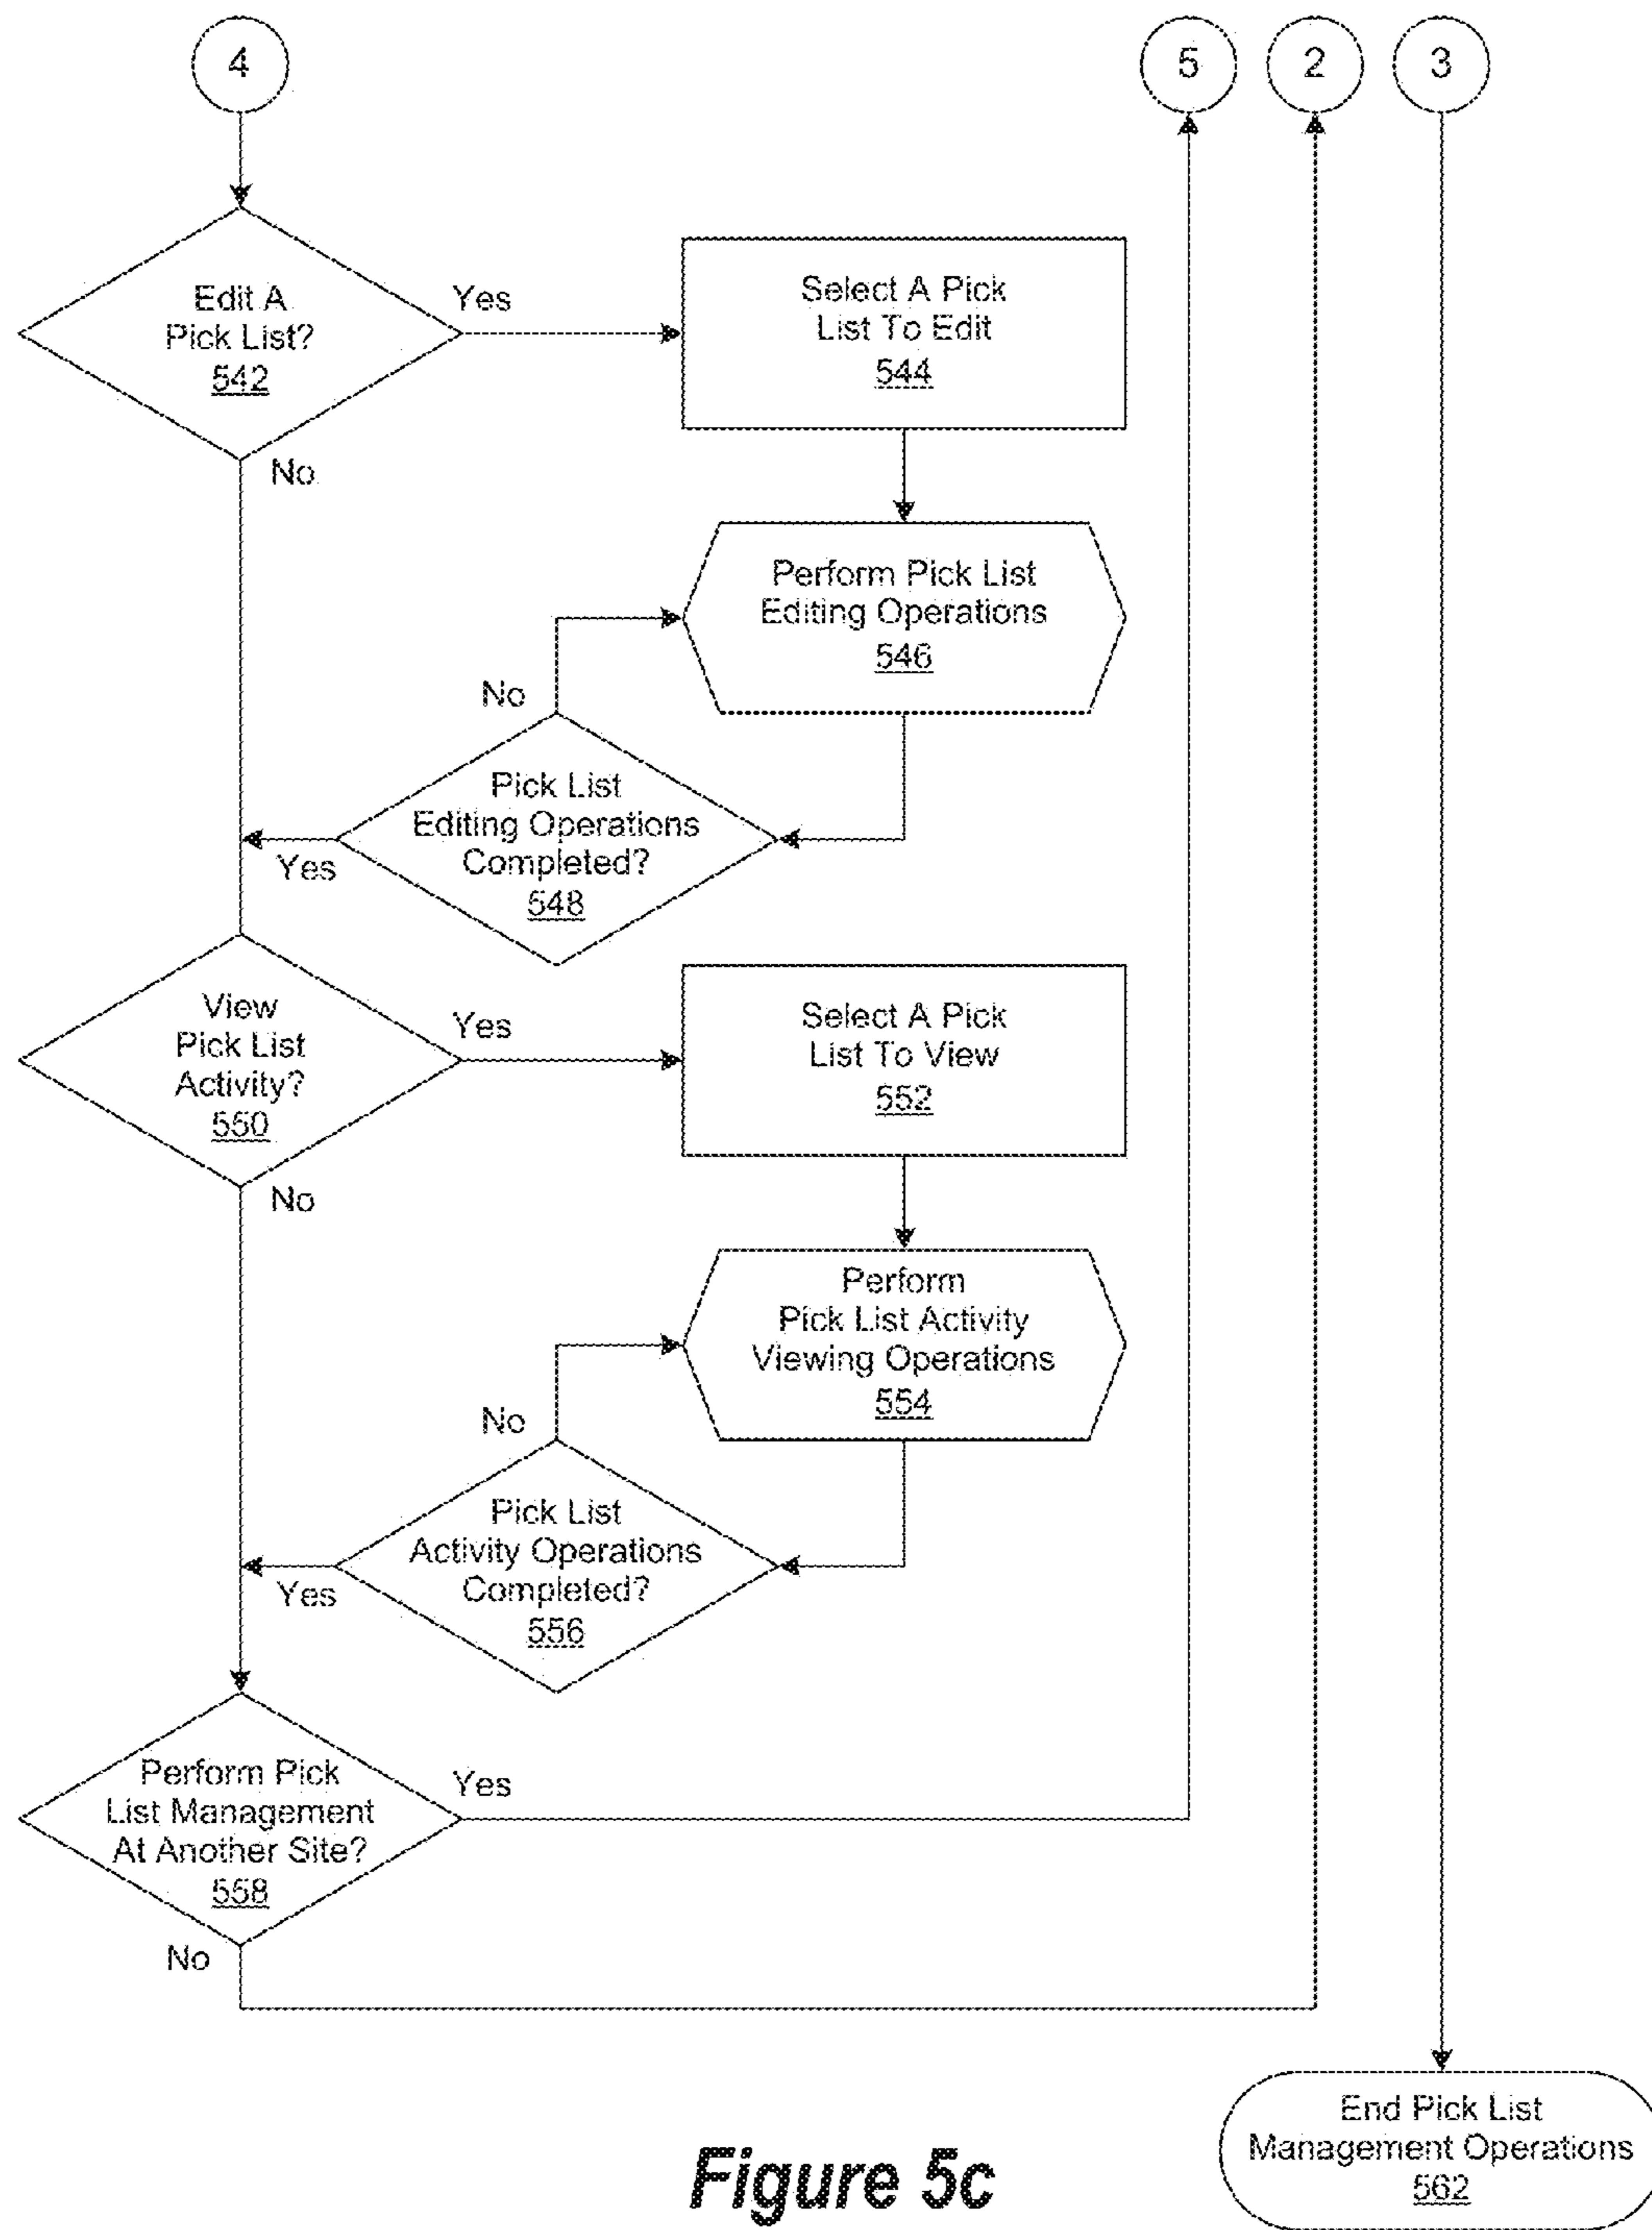 4
5
2
3
Edit A
Pick List?
542
Yes
No
Select A Pick
List To Edit
544
Perform Pick List
Editing Operations
546
No
Pick List
Editing Operations
Completed?
548
Yes
View
Pick List
Activity?
550
Yes
No
Select A Pick
List To View
552
Perform
Pick List Activity
Viewing Operations
554
No
Pick List
Activity Operations
Completed?
556
Yes
Perform Pick
List Management
At Another Site?
558
Yes
No
End Pick List
Management Operations
562
Figure 5c